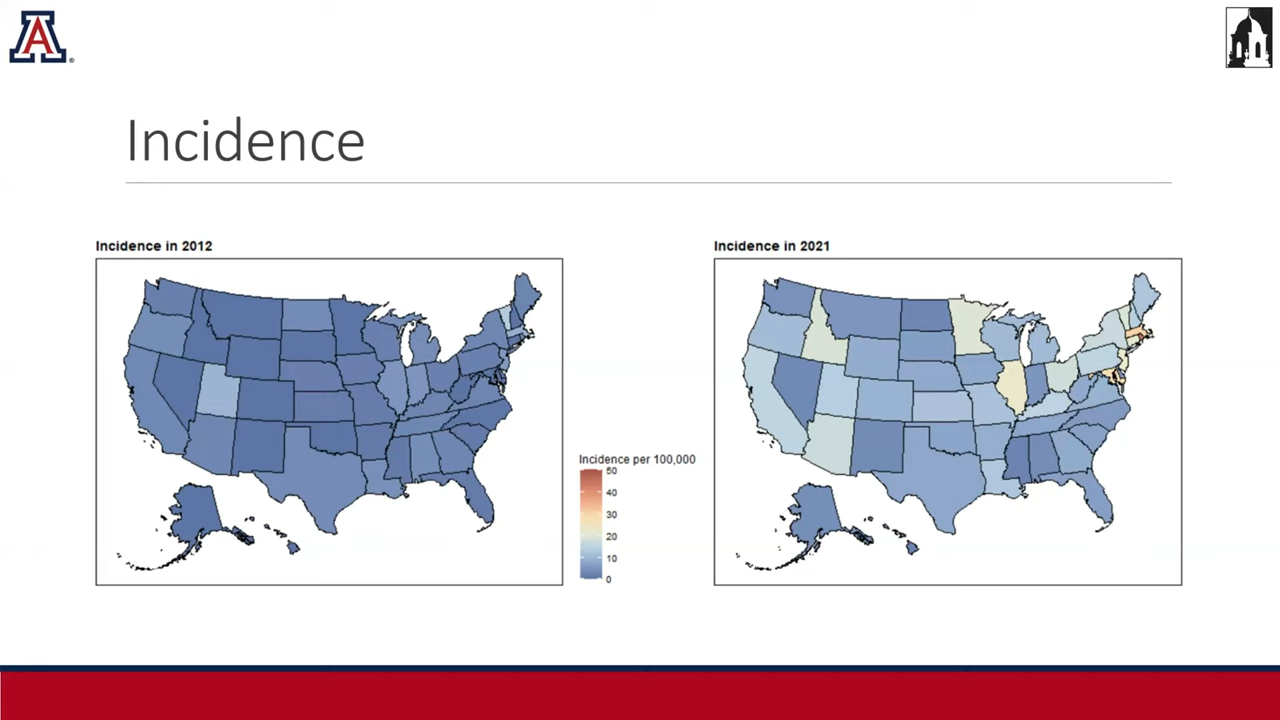 A
Incidence
Incidence in 2012
Incidence in 2021
Incidence per 100,000
50
40
30
20
10
0